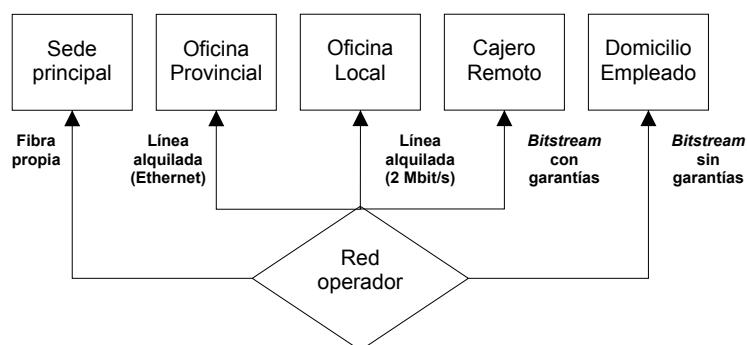 Sede
principal
Oficina
Provincial
Oficina
Local
Cajero
Remoto
Domicilio
Empleado
Fibra
propia
Línea
alquilada
(Ethernet)
Línea
alquilada
(2 Mbit/s)
Bitstream
con
garantías
Bitstream
sin
garantías
Red
operador